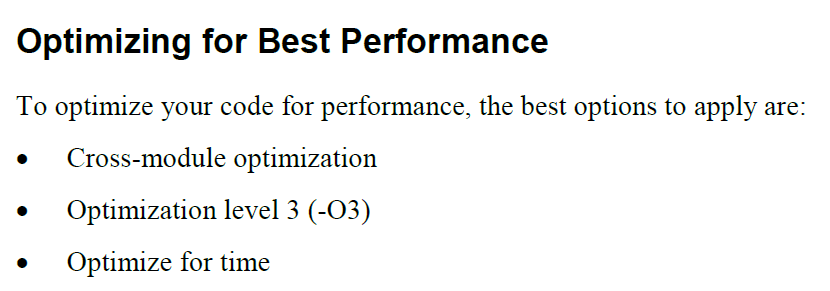 Optimizing for Best Performance
To optimize your code for performance, the best options to apply are:
• Cross-module optimization
• Optimization level 3 (-O3)
• Optimize for time